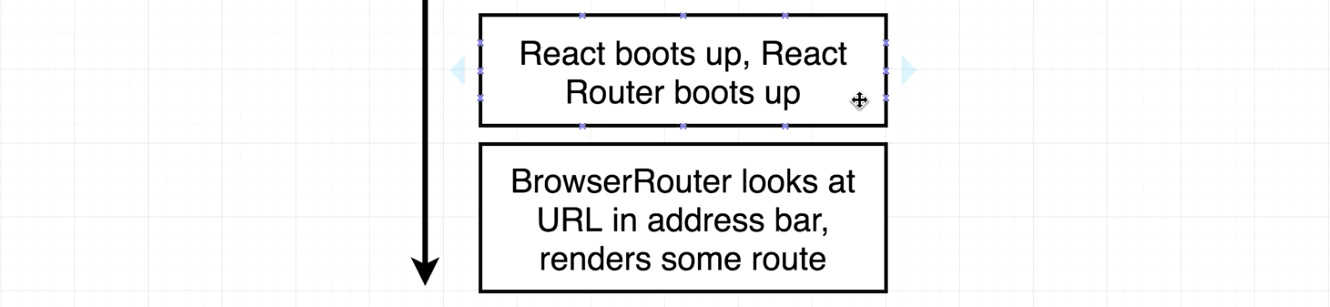 React boots up, React
Router boots up
BrowserRouter looks at
URL in address bar,
renders some route